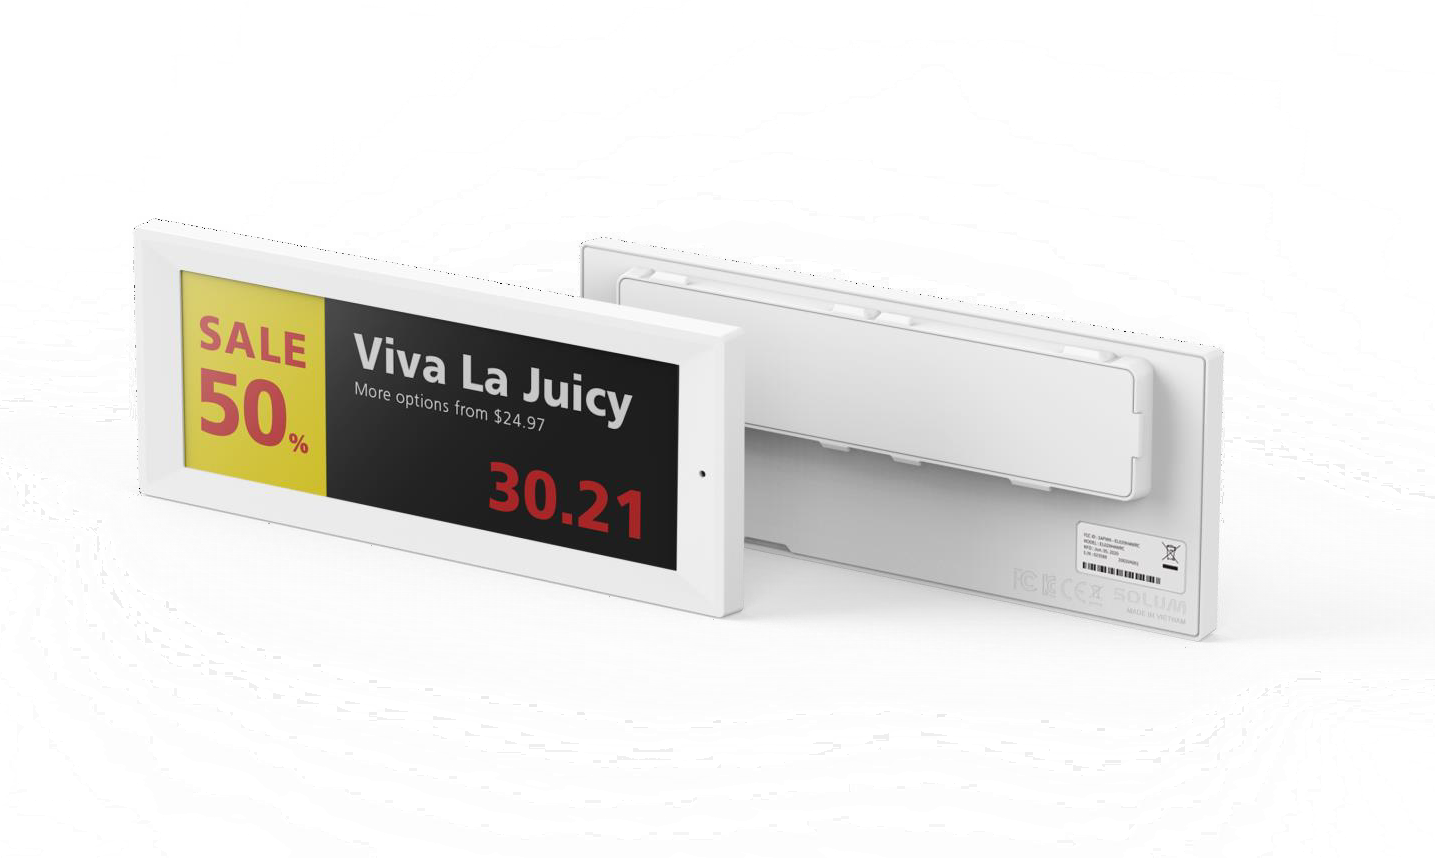 SALE
50%
Viva La Juicy
More options from $24.97
30.21
SOLUM
MADE IN VIETNAM